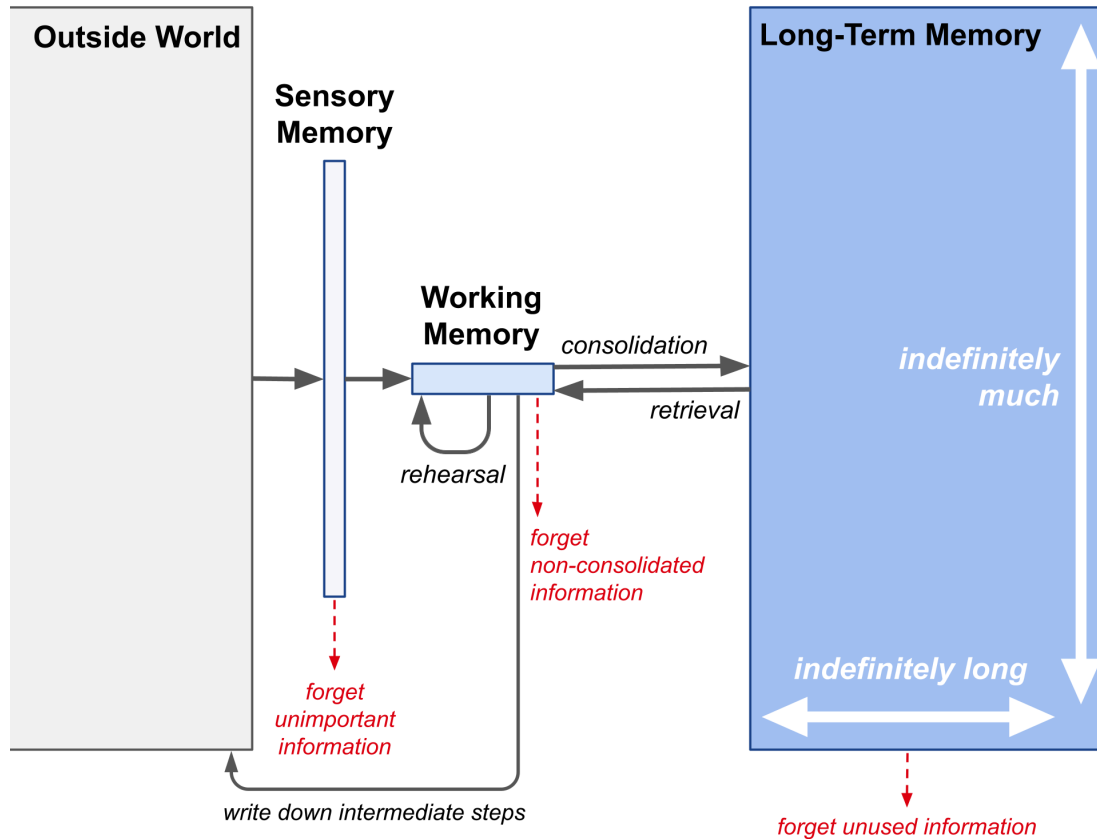 Outside World
Sensory
Memory
Working
Memory
Long-Term Memory
consolidation
retrieval
rehearsal
indefinitely
much
forget
non-consolidated
information
forget
unimportant
information
indefinitely long
write down intermediate steps
forget unused information